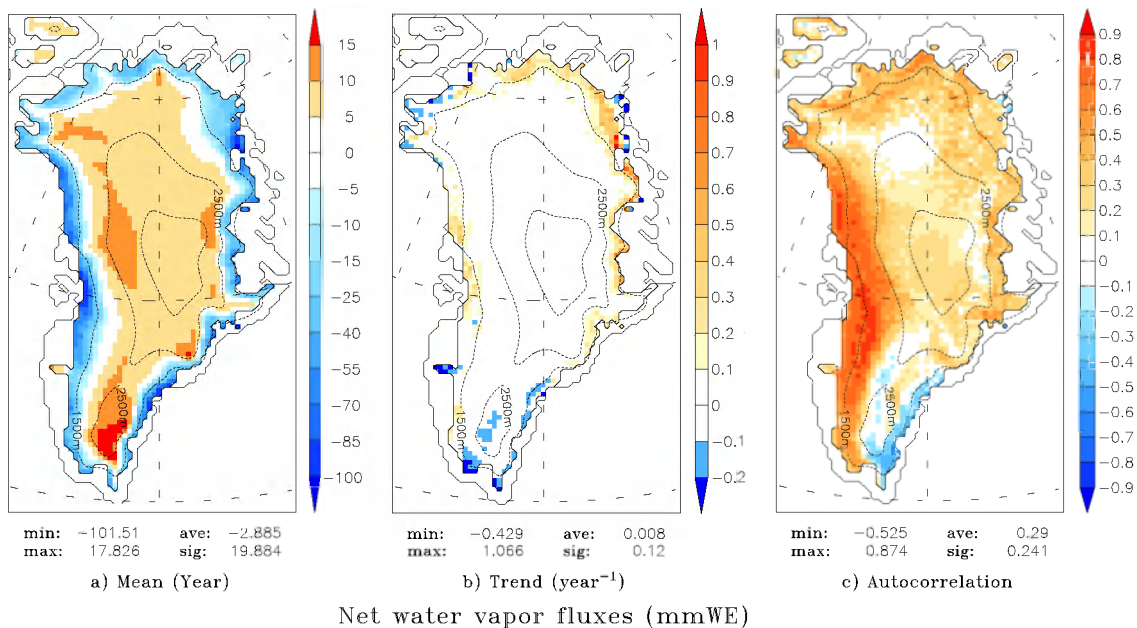 15
10
5
0
−5
−15
−25
−40
−55
−70
−85
−100
2500m
2500m
1500m
min: −101.51 ave: −2.885
max: 17.826 sig: 19.884
a) Mean (Year)
1
0.9
0.8
0.7
0.6
0.5
0.4
0.3
0.2
0.1
0
−0.1
−0.2
2500m
2500m
1500m
min: −0.429 ave: 0.008
max: 1.066 sig: 0.12
b) Trend (year⁻¹)
0.9
0.8
0.7
0.6
0.5
0.4
0.3
0.2
0.1
0
−0.1
−0.2
−0.3
−0.4
−0.5
−0.6
−0.7
−0.8
−0.9
2500m
2500m
1500m
min: −0.525 ave: 0.29
max: 0.874 sig: 0.241
c) Autocorrelation
Net water vapor fluxes (mmWE)